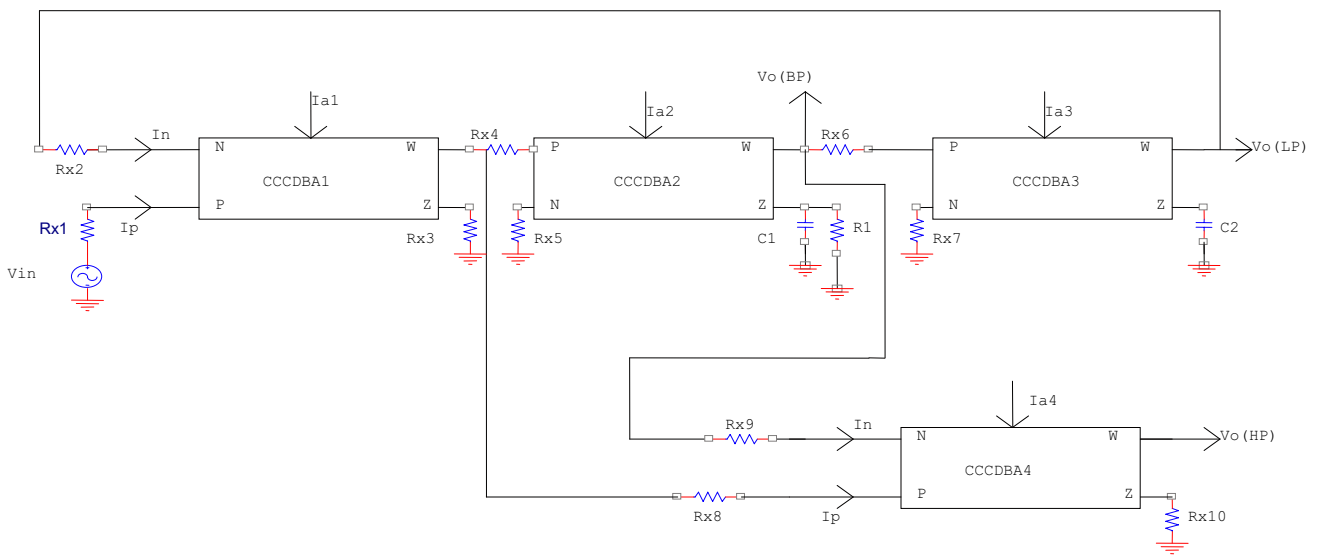 Vo(BP)
Ia1
Ia2
Ia3
In
N
W
Rx4
P
W
Rx6
P
W
Vo(LP)
Rx2
CCCDBA1
CCCDBA2
CCCDBA3
P
Z
N
Z
N
Z
Rx1
Ip
Rx3
Rx5
C1
R1
Rx7
C2
Vin
Ia4
Rx9
In
N
W
Vo(HP)
CCCDBA4
P
Z
Rx8
Ip
Rx10